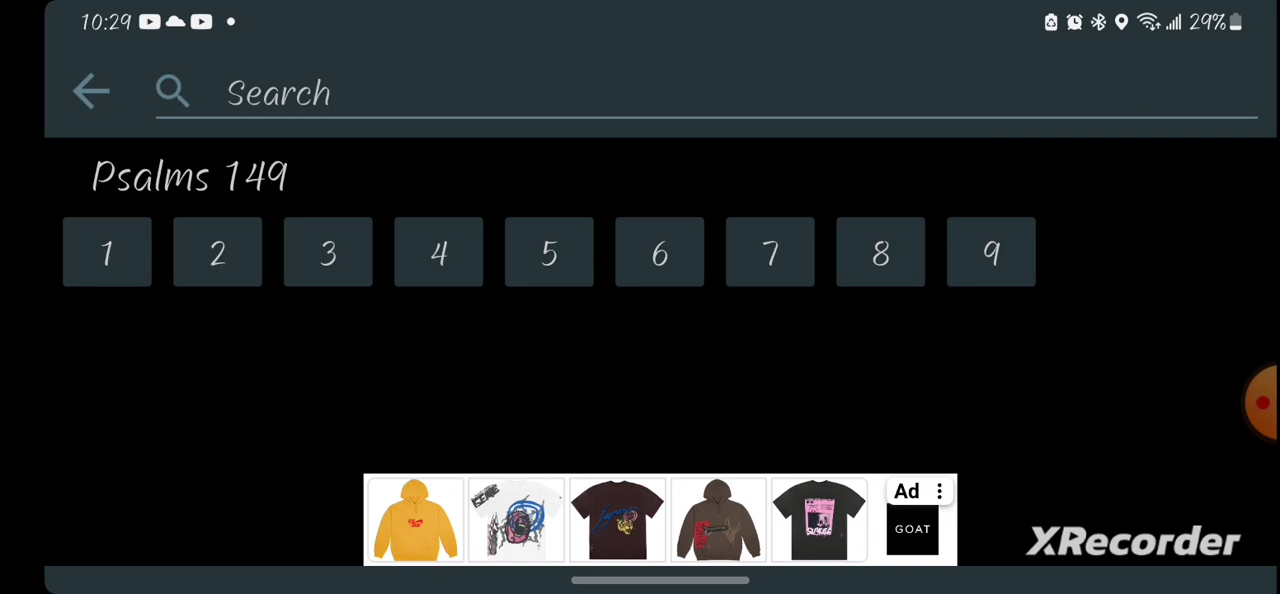 10:29
29%
Search
Psalms 149
1 2 3 4 5 6 7 8 9
Ad
GOAT
XRecorder